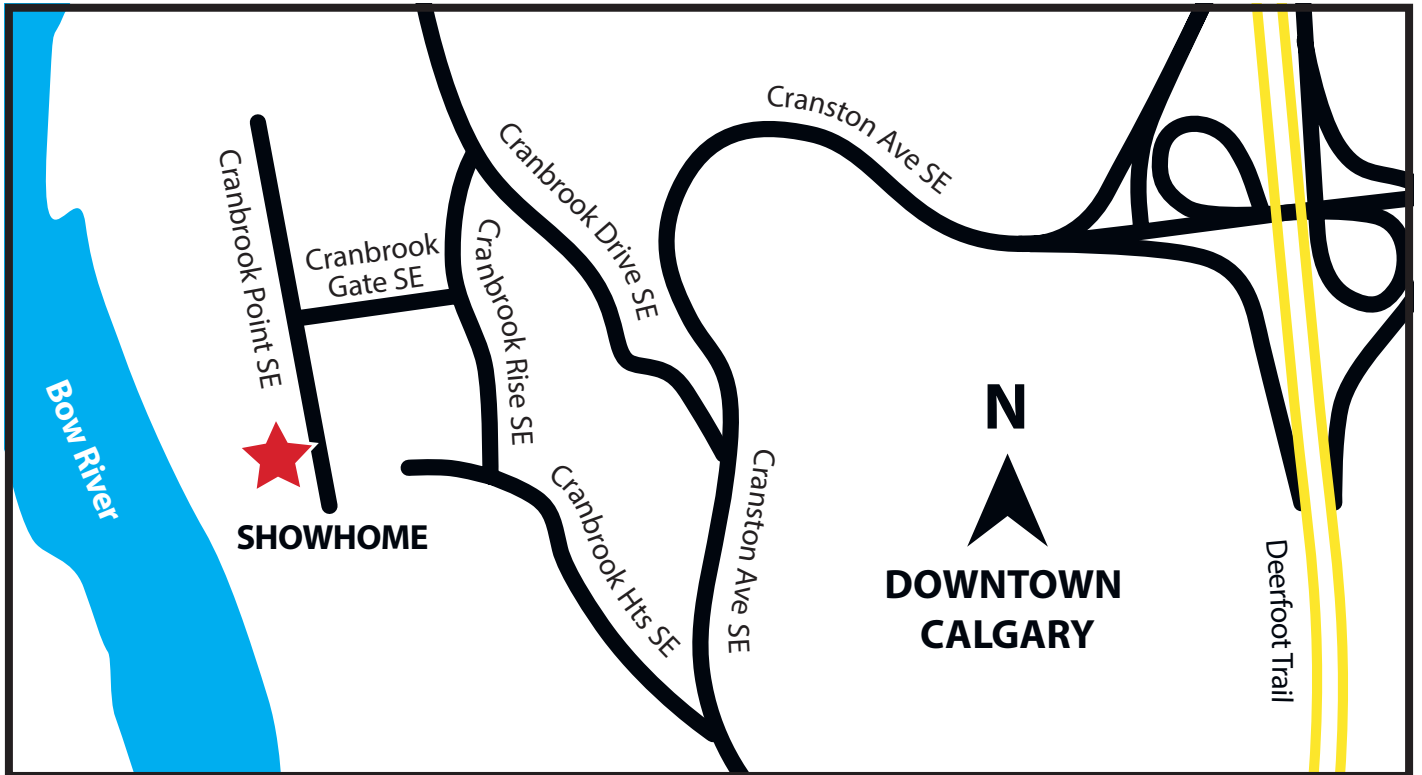 Cranston Ave SE
Cranbrook Drive SE
Cranbrook Point SE
Cranbrook
Gate SE
Cranbrook Rise SE
Bow River
N
SHOWHOME
Cranbrook Hts SE
Cranston Ave SE
DOWNTOWN
CALGARY
Deerfoot Trail